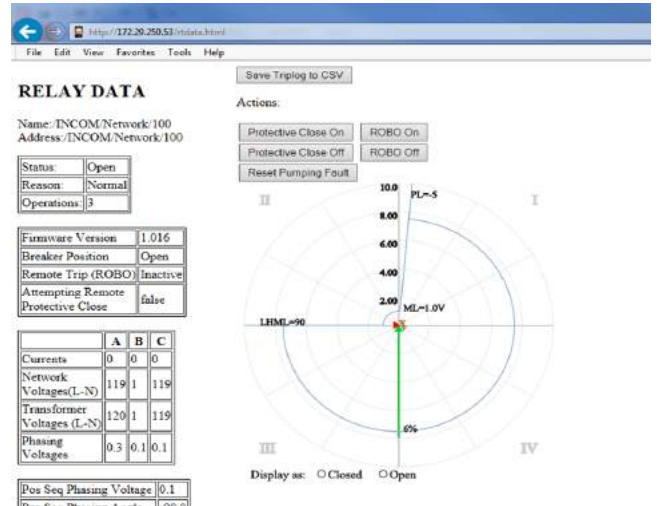 http://172.29.250.53/rtdata.html
File Edit View Favorites Tools Help
Save Triplog to CSV
RELAY DATA
Actions:
Name:/INCOM/Network/100
Address:/INCOM/Network/100
Protective Close On ROBO On
Protective Close Off ROBO Off
Reset Pumping Fault
Status: Open
Reason: Normal
Operations: 3
Firmware Version 1.016
Breaker Position Open
Remote Trip (ROBO) Inactive
Attempting Remote
Protective Close false
A B C
Currents 0 0 0
Network
Voltages(L-N) 119 1 119
Transformer
Voltages (L-N) 120 1 119
Phasing
Voltages 0.3 0.1 0.1
Pos Seq Phasing Voltage 0.1
II
10.0
PL=-5
I
8.00
6.00
4.00
2.00
ML=1.0V
LHML=90
6%
III
IV
Display as: Closed Open